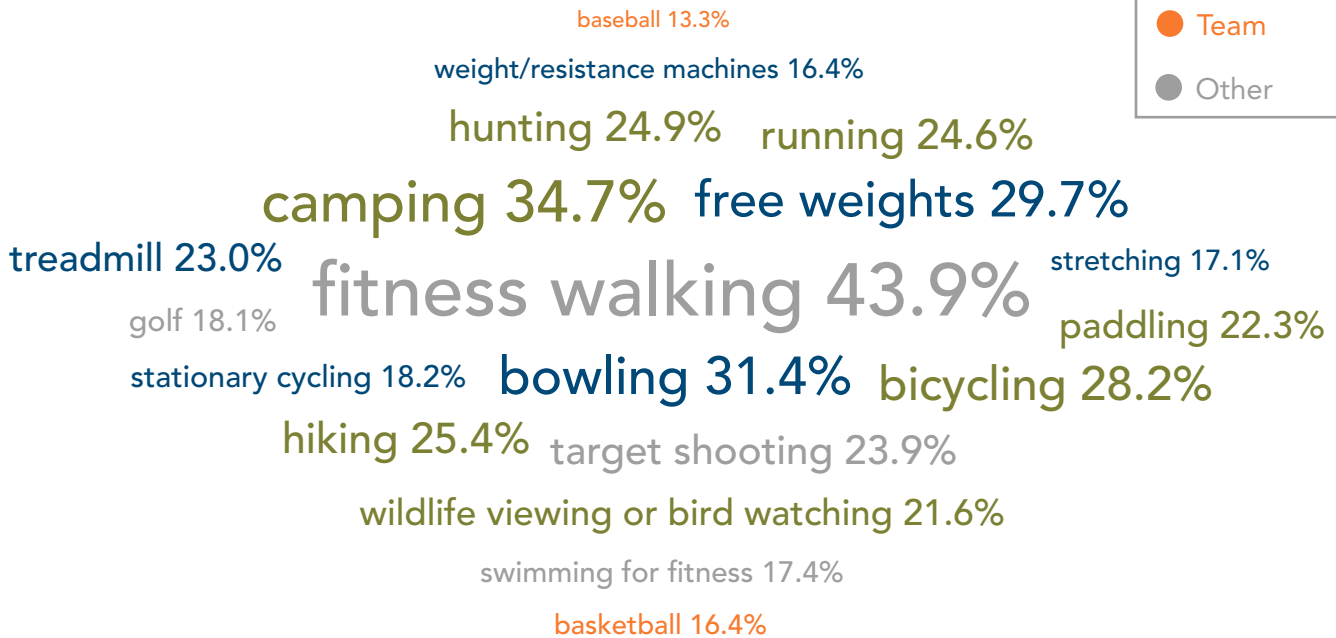 baseball 13.3%
Team
weight/resistance machines 16.4%
Other
hunting 24.9%
running 24.6%
camping 34.7%
free weights 29.7%
treadmill 23.0%
fitness walking 43.9%
stretching 17.1%
golf 18.1%
paddling 22.3%
stationary cycling 18.2%
bowling 31.4%
bicycling 28.2%
hiking 25.4%
target shooting 23.9%
wildlife viewing or bird watching 21.6%
swimming for fitness 17.4%
basketball 16.4%